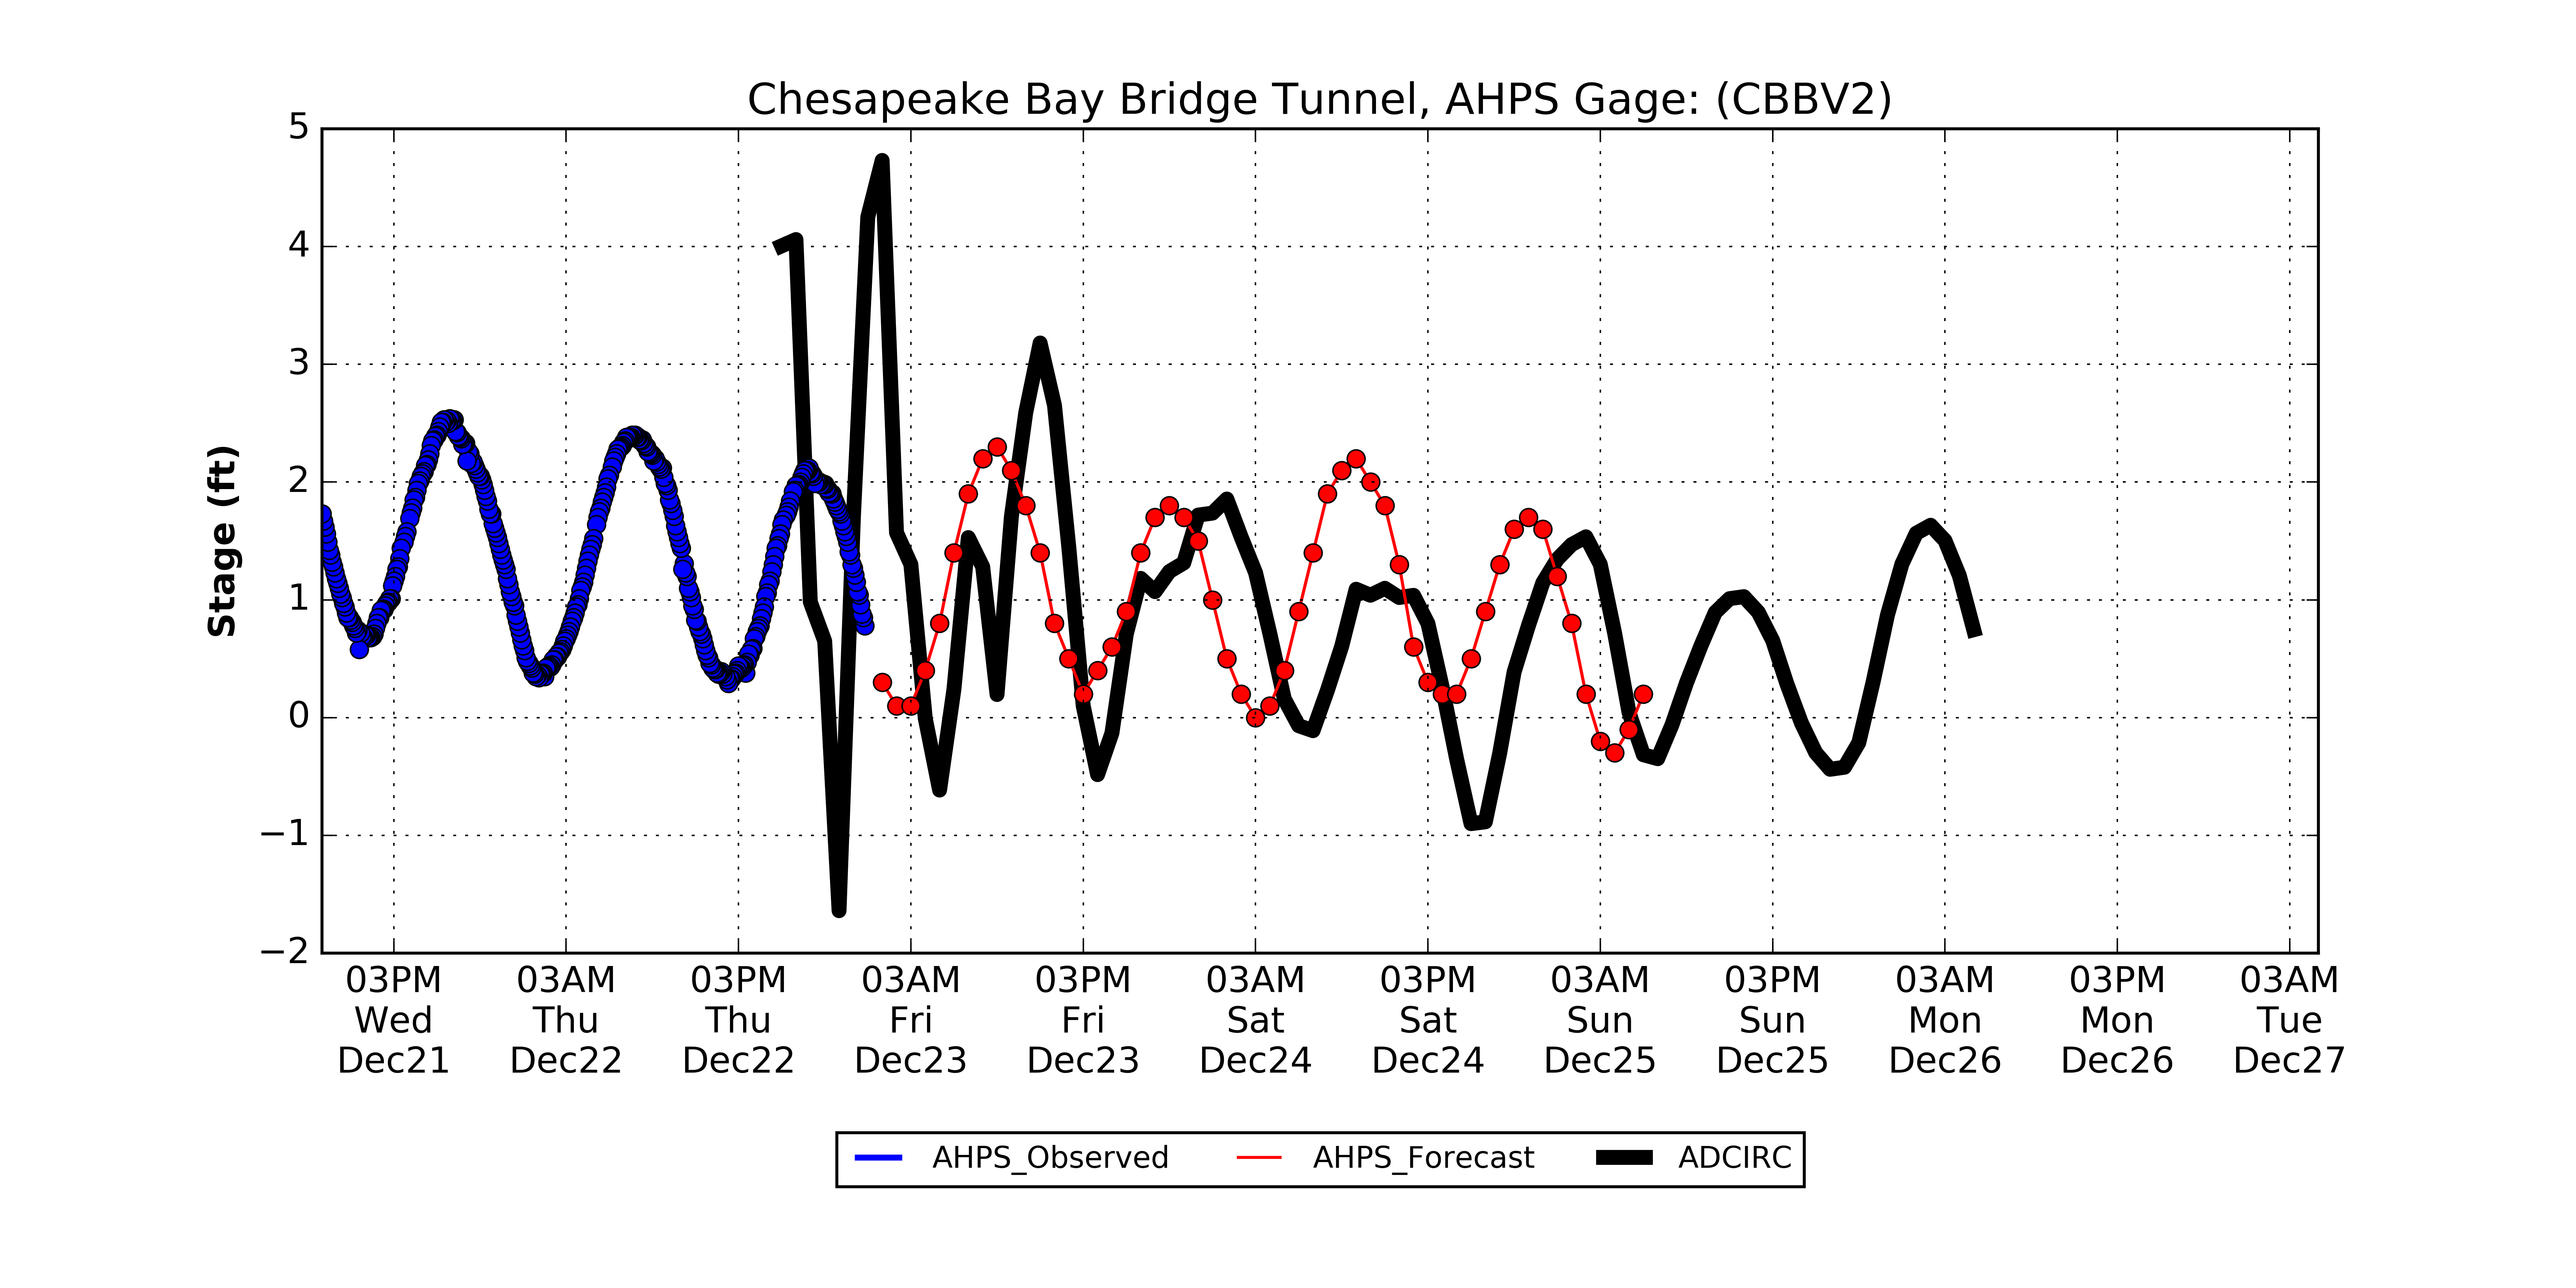 Chesapeake Bay Bridge Tunnel, AHPS Gage: (CBBV2)
Stage (ft)
5
4
3
2
1
0
−1
−2
03PM 03AM 03PM 03AM 03PM 03AM 03PM 03AM 03PM 03AM 03PM 03AM
Wed Thu Thu Fri Fri Sat Sat Sun Sun Mon Mon Tue
Dec21 Dec22 Dec22 Dec23 Dec23 Dec24 Dec24 Dec25 Dec25 Dec26 Dec26 Dec27
AHPS_Observed AHPS_Forecast ADCIRC